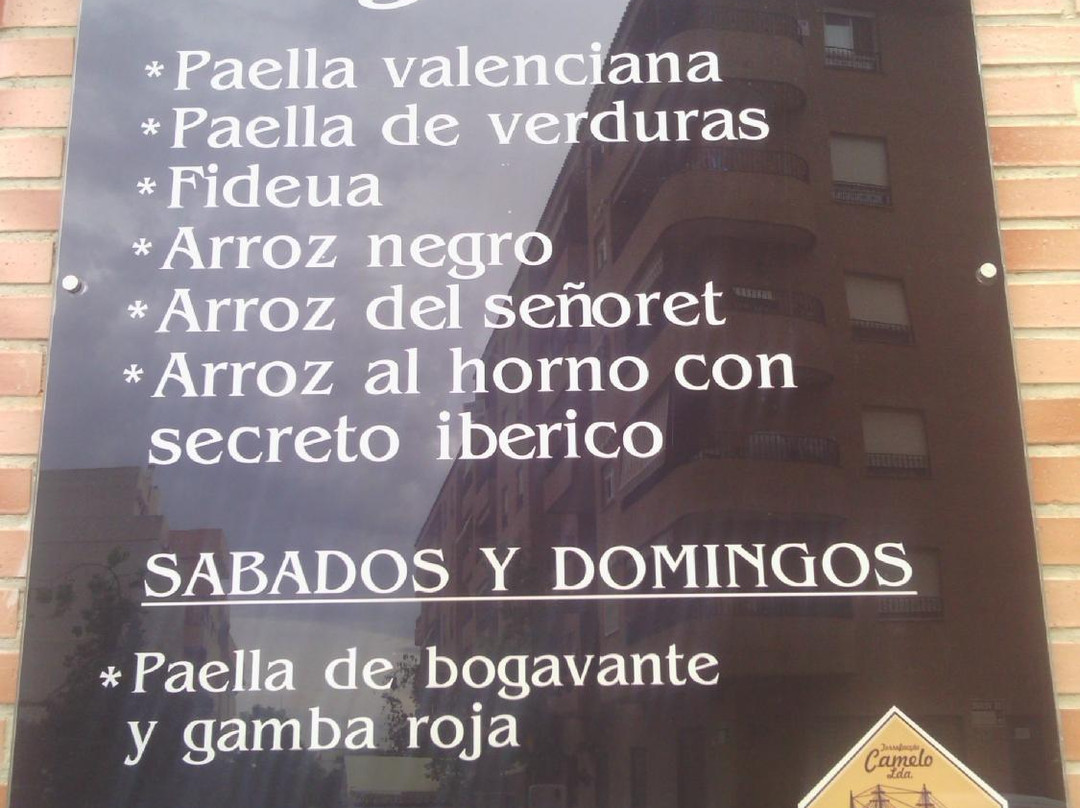 *Paella valenciana
*Paella de verduras
*Fideua
*Arroz negro
*Arroz del señoret
*Arroz al horno con
secreto iberico
SABADOS Y DOMINGOS
*Paella de bogavante
y gamba roja
Camelo
Lda.